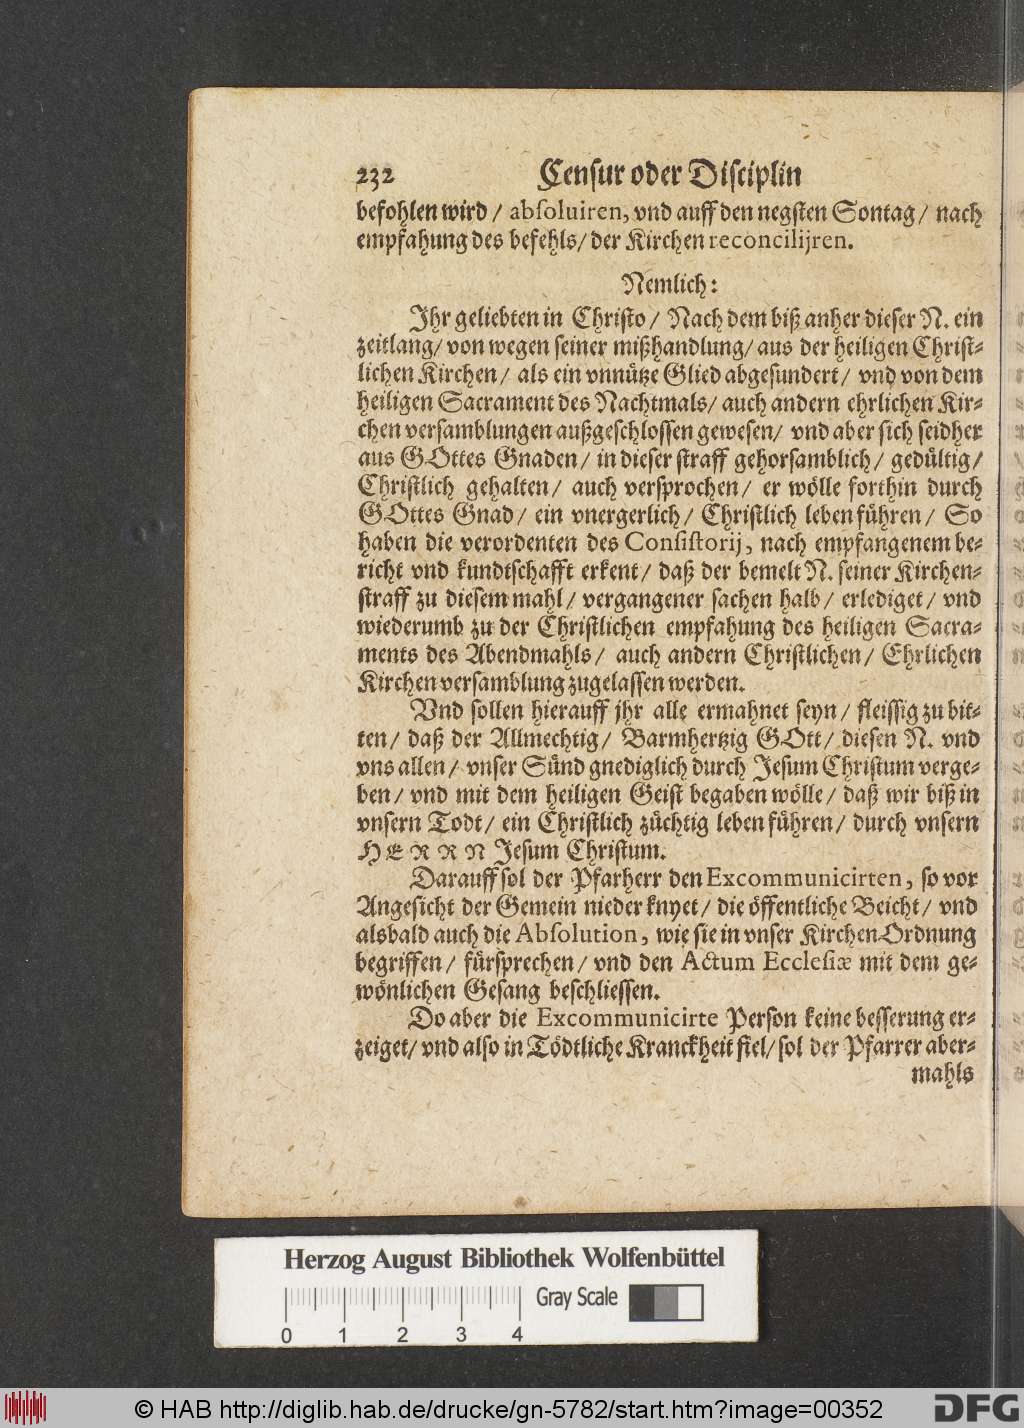 232 Censur oder Disciplin
befohlen wird / absoluiren, vnd auff den negsten Sontag / nach
empfahung des befehls / der Kirchen reconcilijren.
Nemlich:
Ihr geliebten in Christo / Nach dem biß anher dieser N. ein
zeitlang / von wegen seiner mißhandlung / aus der heiligen Christ-
lichen Kirchen / als ein vnnütze Glied abgesundert / vnd von dem
heiligen Sacrament des Nachtmals / auch andern ehrlichen Kir-
chen versamblungen außgeschlossen gewesen / vnd aber sich seidher
aus GOttes Gnaden / in dieser straff gehorsamblich / gedültig /
Christlich gehalten / auch versprochen / er wölle forthin durch
GOttes Gnad / ein vnergerlich / Christlich leben führen / So
haben die verordenten des Consistorij, nach empfangenem be-
richt vnd kundtschafft erkent / daß der bemelt N. seiner Kirchen-
straff zu diesem mahl / vergangener sachen halb / erlediget / vnd
wiederumb zu der Christlichen empfahung des heiligen Sacra-
ments des Abendmahls / auch andern Christlichen / Ehrlichen
Kirchen versamblung zugelassen werden.
Vnd sollen hierauff jhr alle ermahnet seyn / fleissig zu bit-
ten / daß der Allmechtig / Barmhertzig GOtt / diesen N. vnd
vns allen / vnser Sünd gnediglich durch Jesum Christum verge-
ben / vnd mit dem heiligen Geist begaben wölle / daß wir biß in
vnsern Todt / ein Christlich züchtig leben führen / durch vnsern
HERRN Jesum Christum.
Darauff sol der Pfarherr den Excommunicirten, so vor
Angesicht der Gemein nieder knyet / die öffentliche Beicht / vnd
alsbald auch die Absolution, wie sie in vnser KirchenOrdnung
begriffen / fürsprechen / vnd den Actum Ecclesiæ mit dem ge-
wönlichen Gesang beschliessen.
Do aber die Excommunicirte Person keine besserung er-
zeiget / vnd also in Tödtliche Kranckheit fiel / sol der Pfarrer aber-
mahls
Herzog August Bibliothek Wolfenbüttel
Gray Scale
0 1 2 3 4
© HAB http://diglib.hab.de/drucke/gn-5782/start.htm?image=00352
DFG